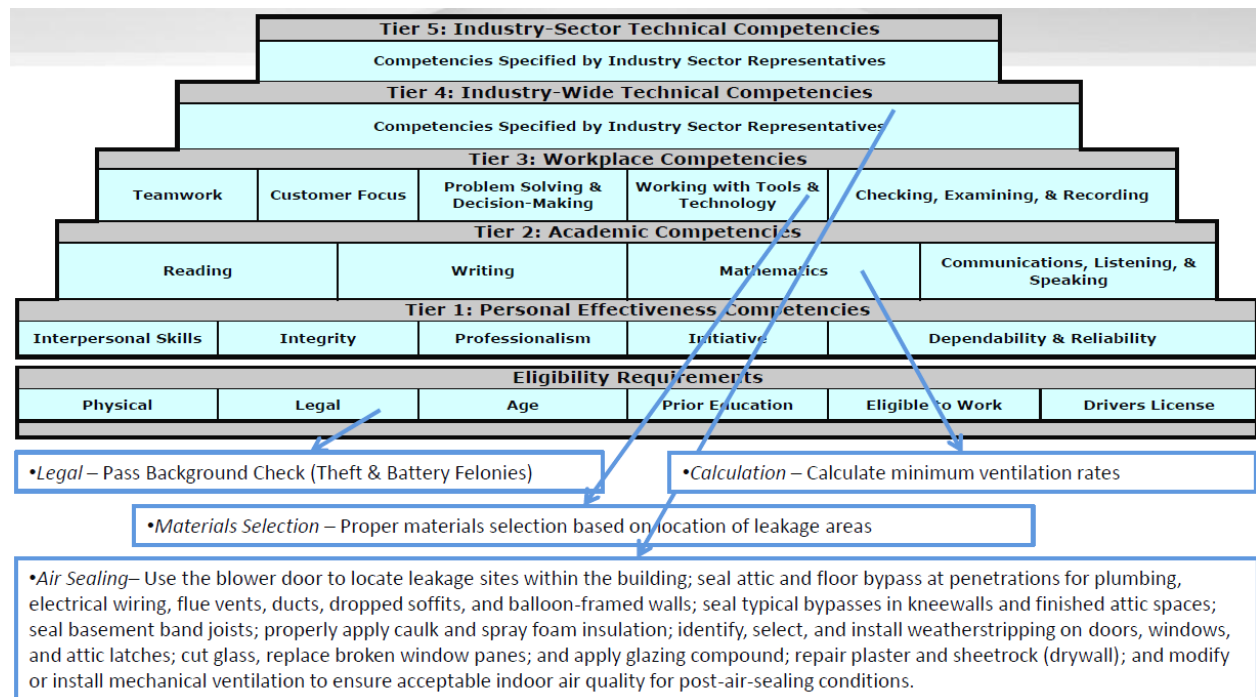 Tier 5: Industry-Sector Technical Competencies
Competencies Specified by Industry Sector Representatives
Tier 4: Industry-Wide Technical Competencies
Competencies Specified by Industry Sector Representatives
Tier 3: Workplace Competencies
Teamwork
Customer Focus
Problem Solving &
Decision-Making
Working with Tools &
Technology
Checking, Examining, & Recording
Tier 2: Academic Competencies
Reading
Writing
Mathematics
Communications, Listening, &
Speaking
Tier 1: Personal Effectiveness Competencies
Interpersonal Skills
Integrity
Professionalism
Initiative
Dependability & Reliability
Eligibility Requirements
Physical
Legal
Age
Prior Education
Eligible to Work
Drivers License
•Legal – Pass Background Check (Theft & Battery Felonies)
•Calculation – Calculate minimum ventilation rates
•Materials Selection – Proper materials selection based on location of leakage areas
•Air Sealing– Use the blower door to locate leakage sites within the building; seal attic and floor bypass at penetrations for plumbing,
electrical wiring, flue vents, ducts, dropped soffits, and balloon-framed walls; seal typical bypasses in kneewalls and finished attic spaces;
seal basement band joists; properly apply caulk and spray foam insulation; identify, select, and install weatherstripping on doors, windows,
and attic latches; cut glass, replace broken window panes; and apply glazing compound; repair plaster and sheetrock (drywall); and modify
or install mechanical ventilation to ensure acceptable indoor air quality for post-air-sealing conditions.